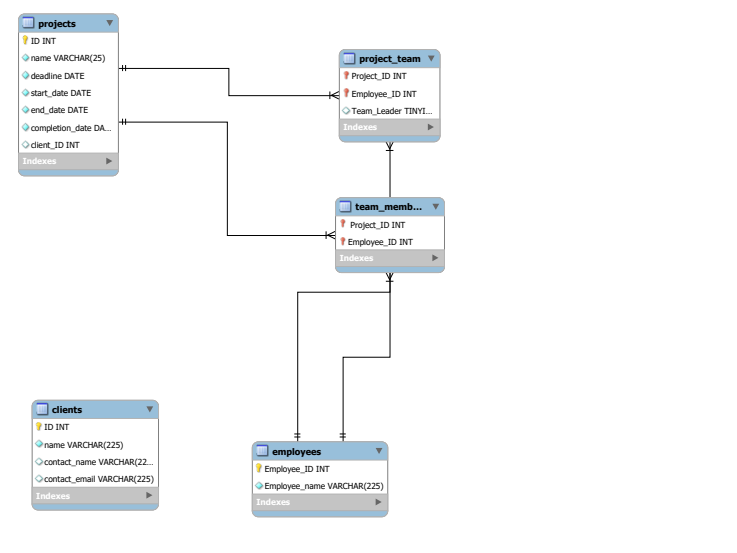 projects
ID INT
name VARCHAR(25)
deadline DATE
start_date DATE
end_date DATE
completion_date DA...
client_ID INT
Indexes
project_team
Project_ID INT
Employee_ID INT
Team_Leader TINYI...
Indexes
team_memb...
Project_ID INT
Employee_ID INT
Indexes
clients
ID INT
name VARCHAR(225)
contact_name VARCHAR(22...
contact_email VARCHAR(225)
Indexes
employees
Employee_ID INT
Employee_name VARCHAR(225)
Indexes